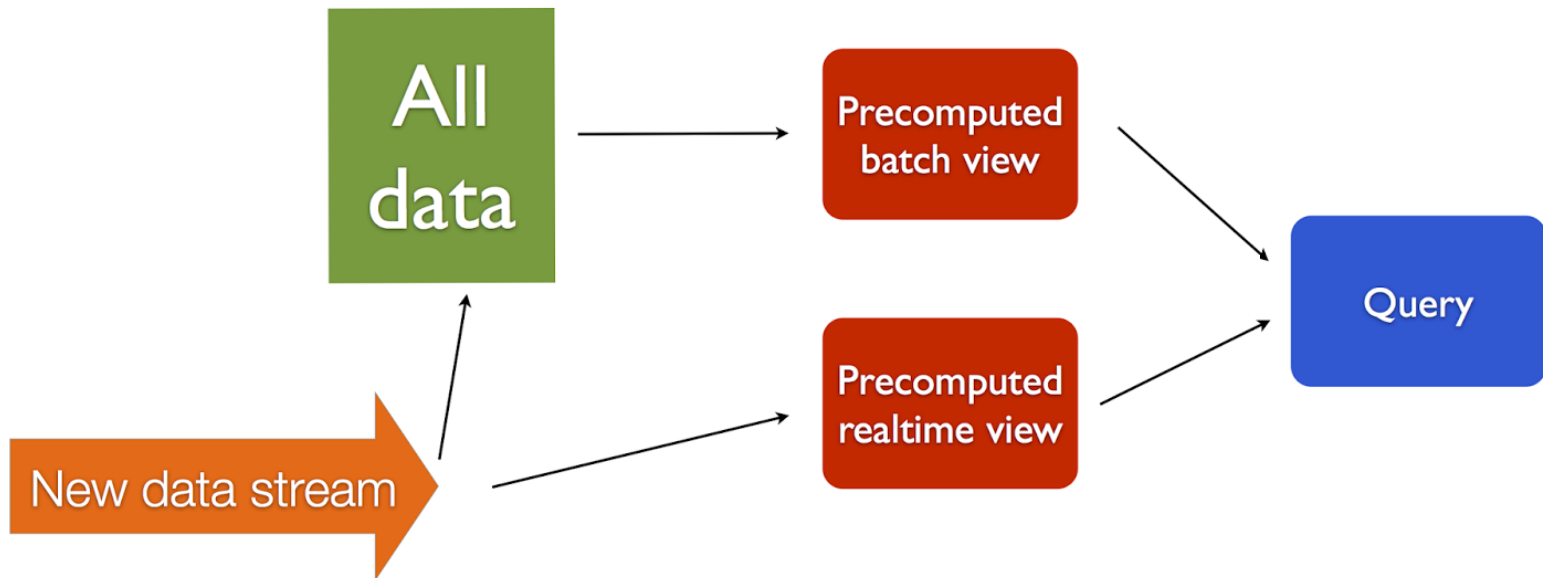 All
data
Precomputed
batch view
Query
Precomputed
realtime view
New data stream